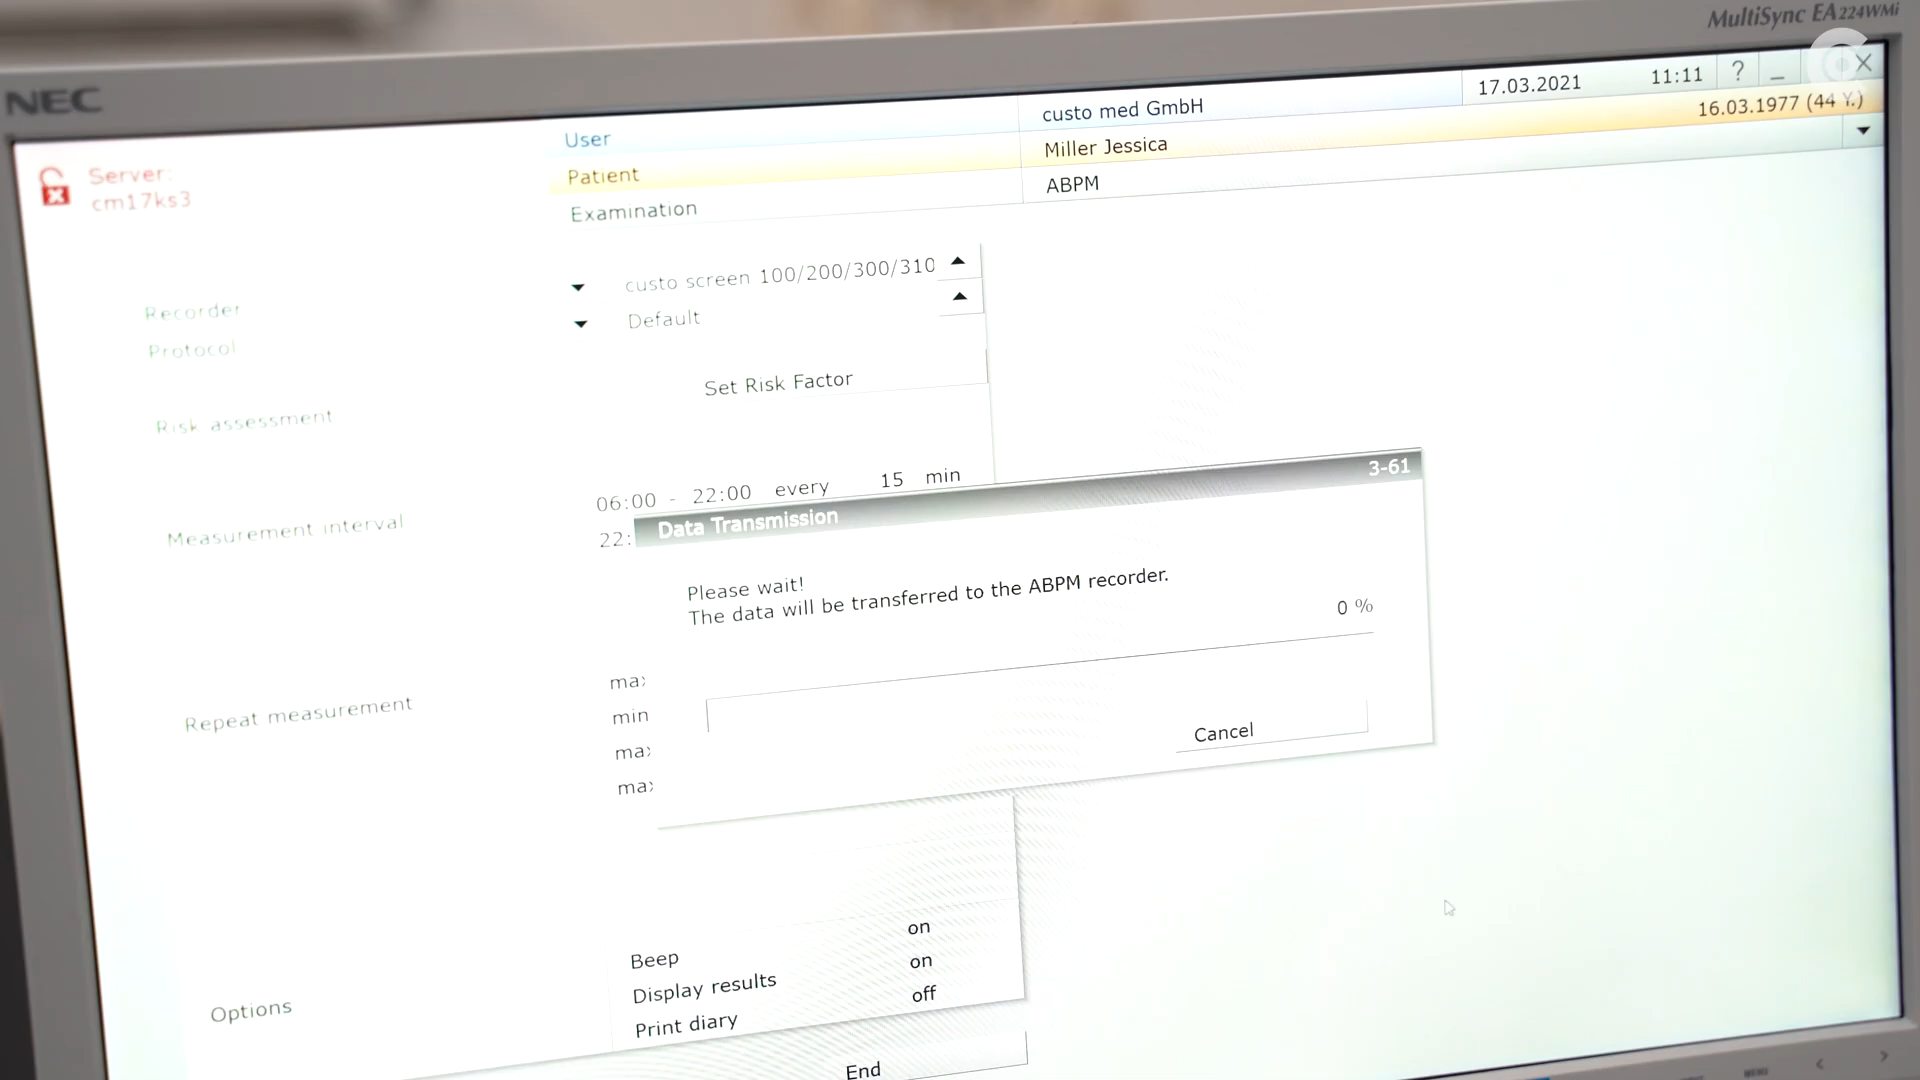 MultiSync EA224WMi
NEC
17.03.2021 11:11 ? _ X
Server:
cm17ks3
User custo med GmbH
Patient Miller Jessica 16.03.1977 (44 Y.)
Examination ABPM
Recorder custo screen 100/200/300/310
Protocol Default
Risk assessment Set Risk Factor
Measurement interval 06:00 - 22:00 every 15 min
22:
Data Transmission 3-61
Please wait!
The data will be transferred to the ABPM recorder.
0 %
Cancel
Repeat measurement
min
Options
Beep on
Display results on
Print diary off
End
MENU